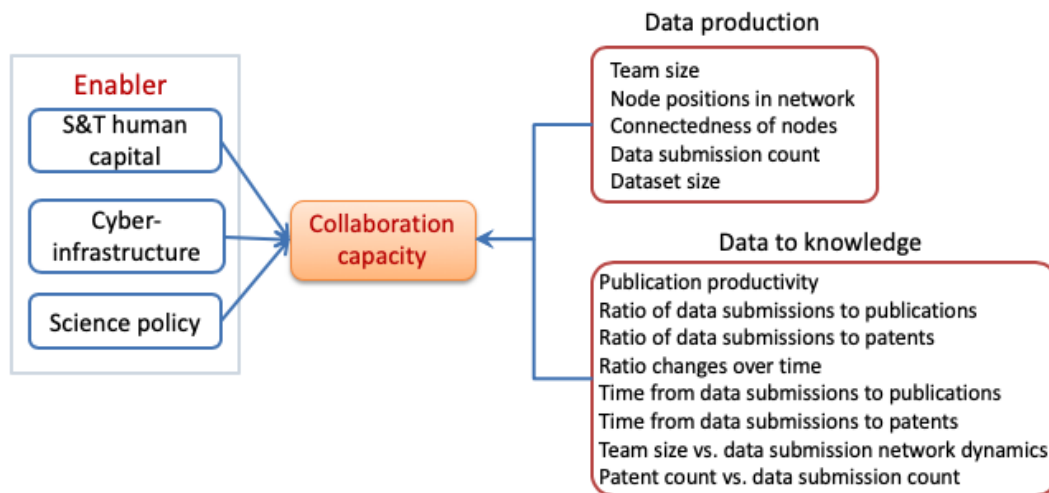 Enabler
S&T human
capital
Cyber-
infrastructure
Science policy
Collaboration
capacity
Data production
Team size
Node positions in network
Connectedness of nodes
Data submission count
Dataset size
Data to knowledge
Publication productivity
Ratio of data submissions to publications
Ratio of data submissions to patents
Ratio changes over time
Time from data submissions to publications
Time from data submissions to patents
Team size vs. data submission network dynamics
Patent count vs. data submission count